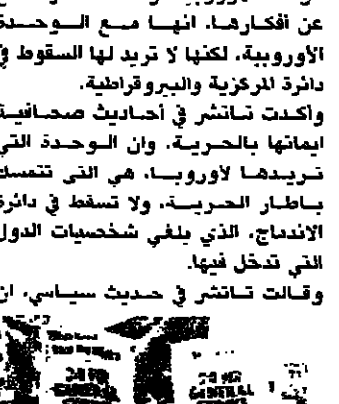 عن أفكارها. انها مع الوحدة
الأوروبية، لكنها لا تريد لها السقوط في
دائرة المركزية والبيروقراطية.
وأكدت تاتشر في أحاديث صحافية
ايمانها بالحرية. وان الوحدة التي
تريدها لأوروبا، هي التي تتمسك
باطار الحرية، ولا تسقط في دائرة
الاندماج، الذي يلغي شخصيات الدول
التي تدخل فيها.
وقالت تاتشر في حديث سياسي، ان
GENERAL